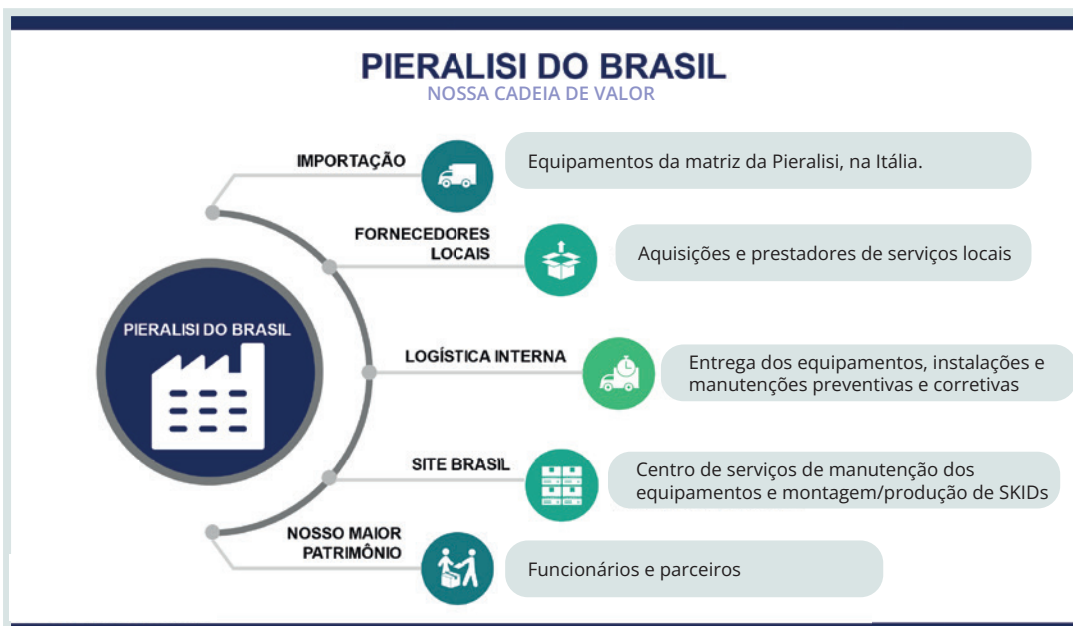 PIERALISI DO BRASIL
NOSSA CADEIA DE VALOR
IMPORTAÇÃO
Equipamentos da matriz da Pieralisi, na Itália.
FORNECEDORES
LOCAIS
Aquisições e prestadores de serviços locais
PIERALISI DO BRASIL
LOGÍSTICA INTERNA
Entrega dos equipamentos, instalações e
manutenções preventivas e corretivas
SITE BRASIL
Centro de serviços de manutenção dos
equipamentos e montagem/produção de SKIDs
NOSSO MAIOR
PATRIMÔNIO
Funcionários e parceiros